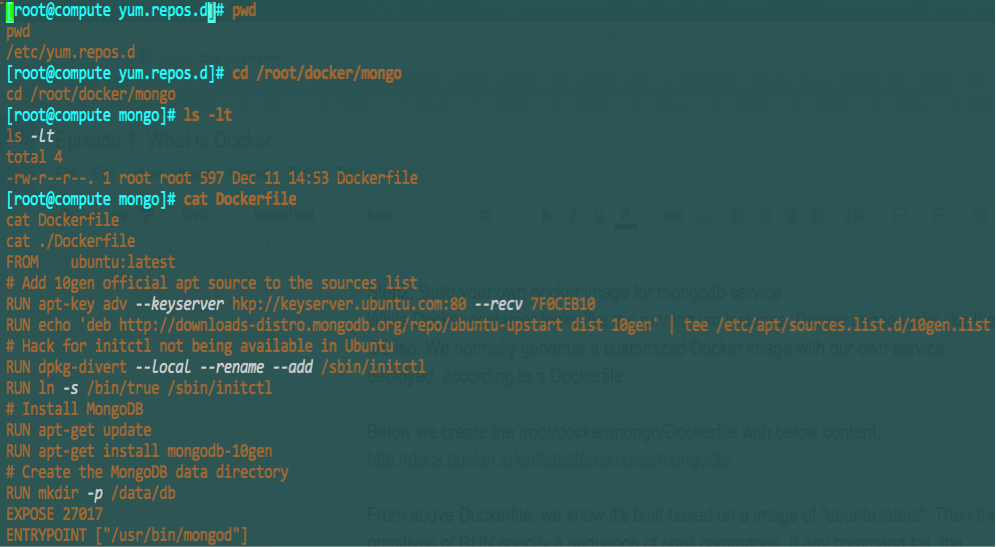 [root@compute yum.repos.d]# pwd
pwd
/etc/yum.repos.d
[root@compute yum.repos.d]# cd /root/docker/mongo
cd /root/docker/mongo
[root@compute mongo]# ls -lt
ls -lt
Episode 1: What is Docker
total 4
-rw-r--r--. 1 root root 597 Dec 11 14:53 Dockerfile
[root@compute mongo]# cat Dockerfile
cat Dockerfile
cat ./Dockerfile
FROM    ubuntu:latest
# Add 10gen official apt source to the sources list
Build your own docker image for mongodb service
RUN apt-key adv --keyserver hkp://keyserver.ubuntu.com:80 --recv 7F0CEB10
RUN echo 'deb http://downloads-distro.mongodb.org/repo/ubuntu-upstart dist 10gen' | tee /etc/apt/sources.list.d/10gen.list
# Hack for initctl not being available in Ubuntu
We normally generate a customized Docker image with our own service
RUN dpkg-divert --local --rename --add /sbin/initctl
deployed, according to a Dockerfile.
RUN ln -s /bin/true /sbin/initctl
# Install MongoDB
RUN apt-get update
Below we create the /root/docker/mongo/Dockerfile with below content.
RUN apt-get install mongodb-10gen
http://docs.docker.io/en/latest/examples/mongodb/
# Create the MongoDB data directory
RUN mkdir -p /data/db
EXPOSE 27017
From above Dockerfile, we know it's built based on a image of "ubuntu:latest". Then the
ENTRYPOINT ["/usr/bin/mongod"]
primitives of RUN specify a sequence of shell commands. If any command fail, the